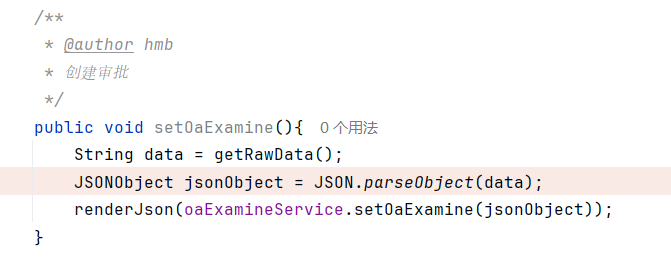 /**
 * @author hmb
 * 创建审批
 */
public void setOaExamine(){ 0 个用法
    String data = getRawData();
    JSONObject jsonObject = JSON.parseObject(data);
    renderJson(oaExamineService.setOaExamine(jsonObject));
}